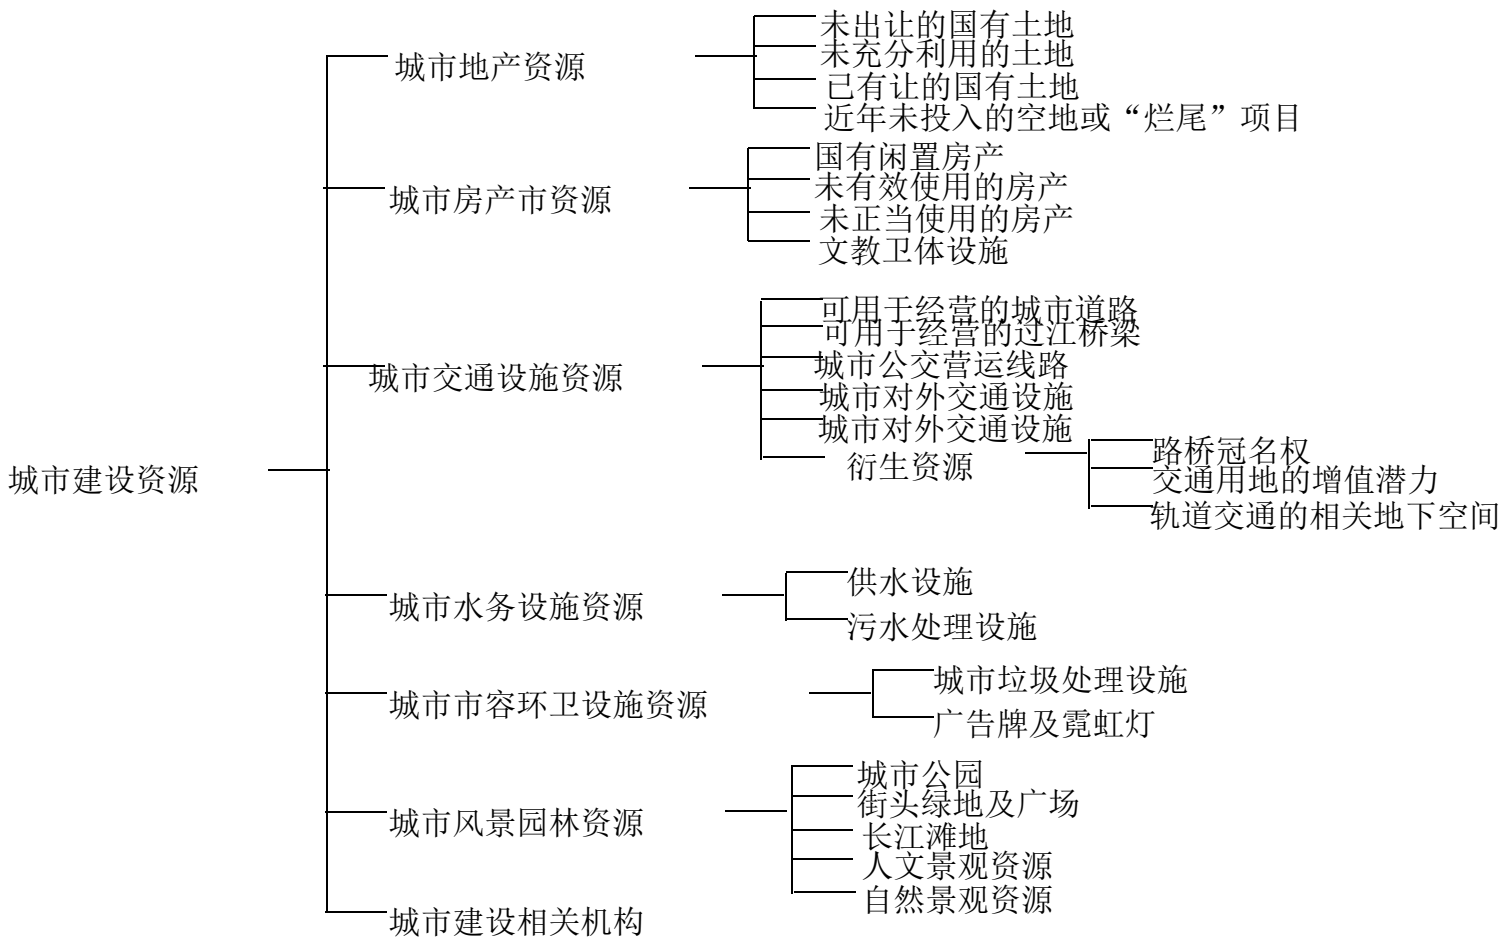 城市建设资源
城市地产资源
未出让的国有土地
未充分利用的土地
已有让的国有土地
近年未投入的空地或“烂尾”项目
城市房产市资源
国有闲置房产
未有效使用的房产
未正当使用的房产
文教卫体设施
城市交通设施资源
可用于经营的城市道路
可用于经营的过江桥梁
城市公交营运线路
城市对外交通设施
城市对外交通设施
衍生资源
路桥冠名权
交通用地的增值潜力
轨道交通的相关地下空间
城市水务设施资源
供水设施
污水处理设施
城市市容环卫设施资源
城市垃圾处理设施
广告牌及霓虹灯
城市风景园林资源
城市公园
街头绿地及广场
长江滩地
人文景观资源
自然景观资源
城市建设相关机构